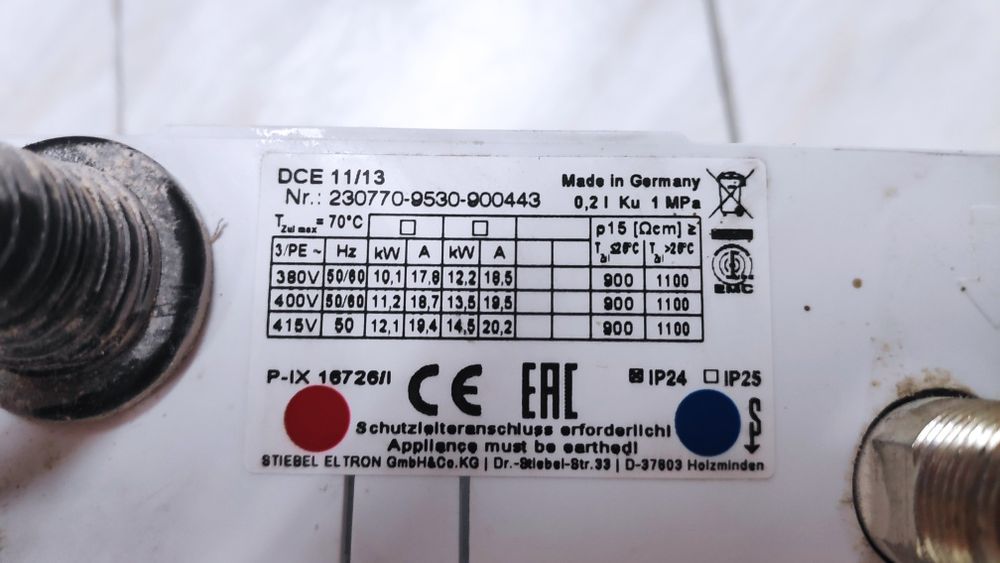 DCE 11/13
Nr.: 230770-9530-900443
Made in Germany
0,2 l Ku 1 MPa
T Zul max = 70°C
ρ15 [Ωcm] ≥
3/PE ~ Hz kW A kW A ≤25°C >25°C
380V 50/60 10,1 17,8 12,2 18,5 900 1100
400V 50/60 11,2 18,7 13,5 19,5 900 1100
415V 50 12,1 19,4 14,5 20,2 900 1100
EMC
P-IX 16726/I CE EAC IP24 IP25
S
Schutzleiteranschluss erforderlich!
Appliance must be earthed!
STIEBEL ELTRON GmbH&Co.KG | Dr.-Stiebel-Str.33 | D-37603 Holzminden